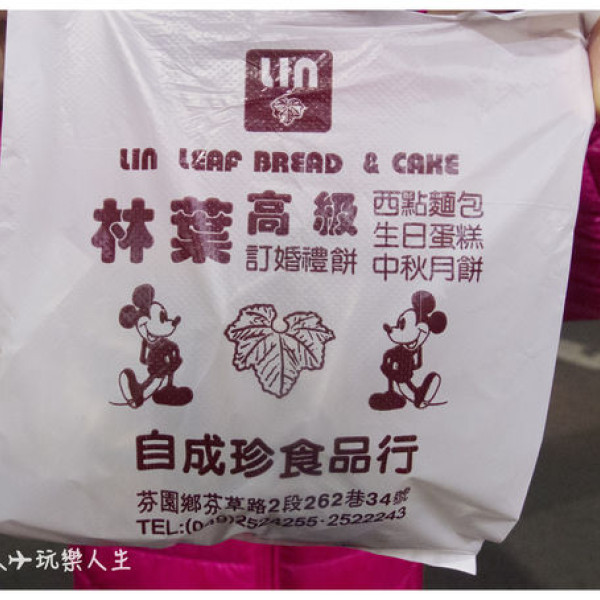 LIN
LIN LEAF BREAD & CAKE
林葉高級
訂婚禮餅
西點麵包
生日蛋糕
中秋月餅
自成珍食品行
芬園鄉芬草路2段262巷34號
TEL:(049)2524255·2522243
玩樂人生